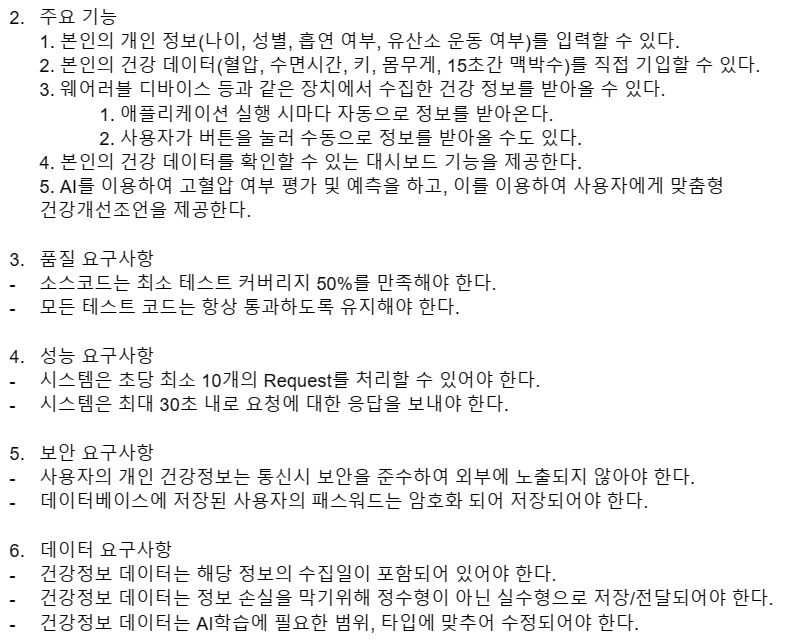 2. 주요 기능
1. 본인의 개인 정보(나이, 성별, 흡연 여부, 유산소 운동 여부)를 입력할 수 있다.
2. 본인의 건강 데이터(혈압, 수면시간, 키, 몸무게, 15초간 맥박수)를 직접 기입할 수 있다.
3. 웨어러블 디바이스 등과 같은 장치에서 수집한 건강 정보를 받아올 수 있다.
1. 애플리케이션 실행 시마다 자동으로 정보를 받아온다.
2. 사용자가 버튼을 눌러 수동으로 정보를 받아올 수도 있다.
4. 본인의 건강 데이터를 확인할 수 있는 대시보드 기능을 제공한다.
5. AI를 이용하여 고혈압 여부 평가 및 예측을 하고, 이를 이용하여 사용자에게 맞춤형
건강개선조언을 제공한다.
3. 품질 요구사항
- 소스코드는 최소 테스트 커버리지 50%를 만족해야 한다.
- 모든 테스트 코드는 항상 통과하도록 유지해야 한다.
4. 성능 요구사항
- 시스템은 초당 최소 10개의 Request를 처리할 수 있어야 한다.
- 시스템은 최대 30초 내로 요청에 대한 응답을 보내야 한다.
5. 보안 요구사항
- 사용자의 개인 건강정보는 통신시 보안을 준수하여 외부에 노출되지 않아야 한다.
- 데이터베이스에 저장된 사용자의 패스워드는 암호화 되어 저장되어야 한다.
6. 데이터 요구사항
- 건강정보 데이터는 해당 정보의 수집일이 포함되어 있어야 한다.
- 건강정보 데이터는 정보 손실을 막기위해 정수형이 아닌 실수형으로 저장/전달되어야 한다.
- 건강정보 데이터는 AI학습에 필요한 범위, 타입에 맞추어 수정되어야 한다.